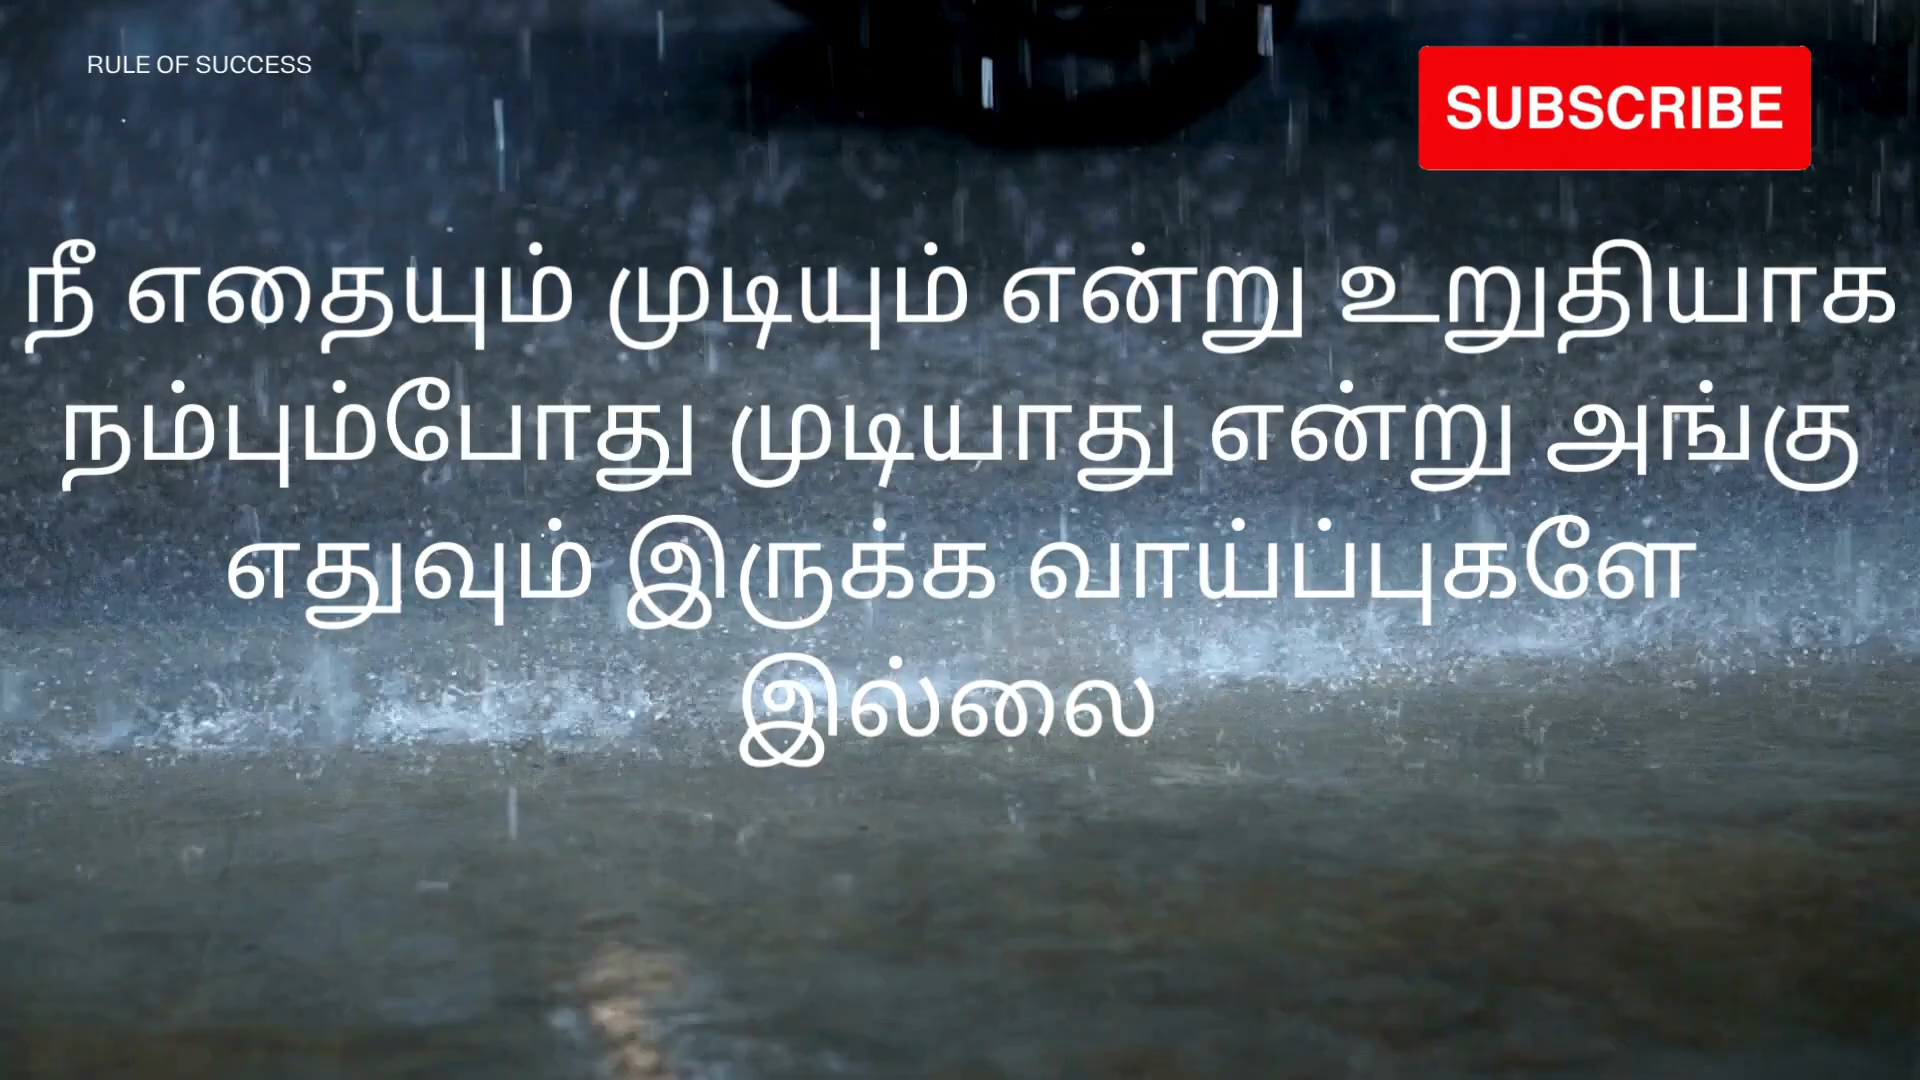 RULE OF SUCCESS
SUBSCRIBE
நீ எதையும் முடியும் என்று உறுதியாக
நம்பும்போது முடியாது என்று அங்கு
எதுவும் இருக்க வாய்ப்புகளே
இல்லை